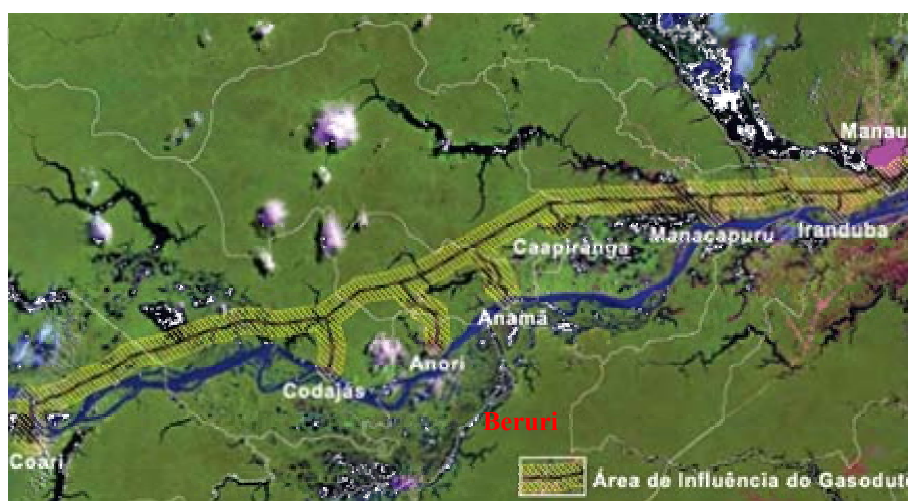 Manau
Caapiranga
Manacapuru
Iranduba
Anamã
Anori
Codajás
Beruri
Coari
Área de Influência do Gasoduto